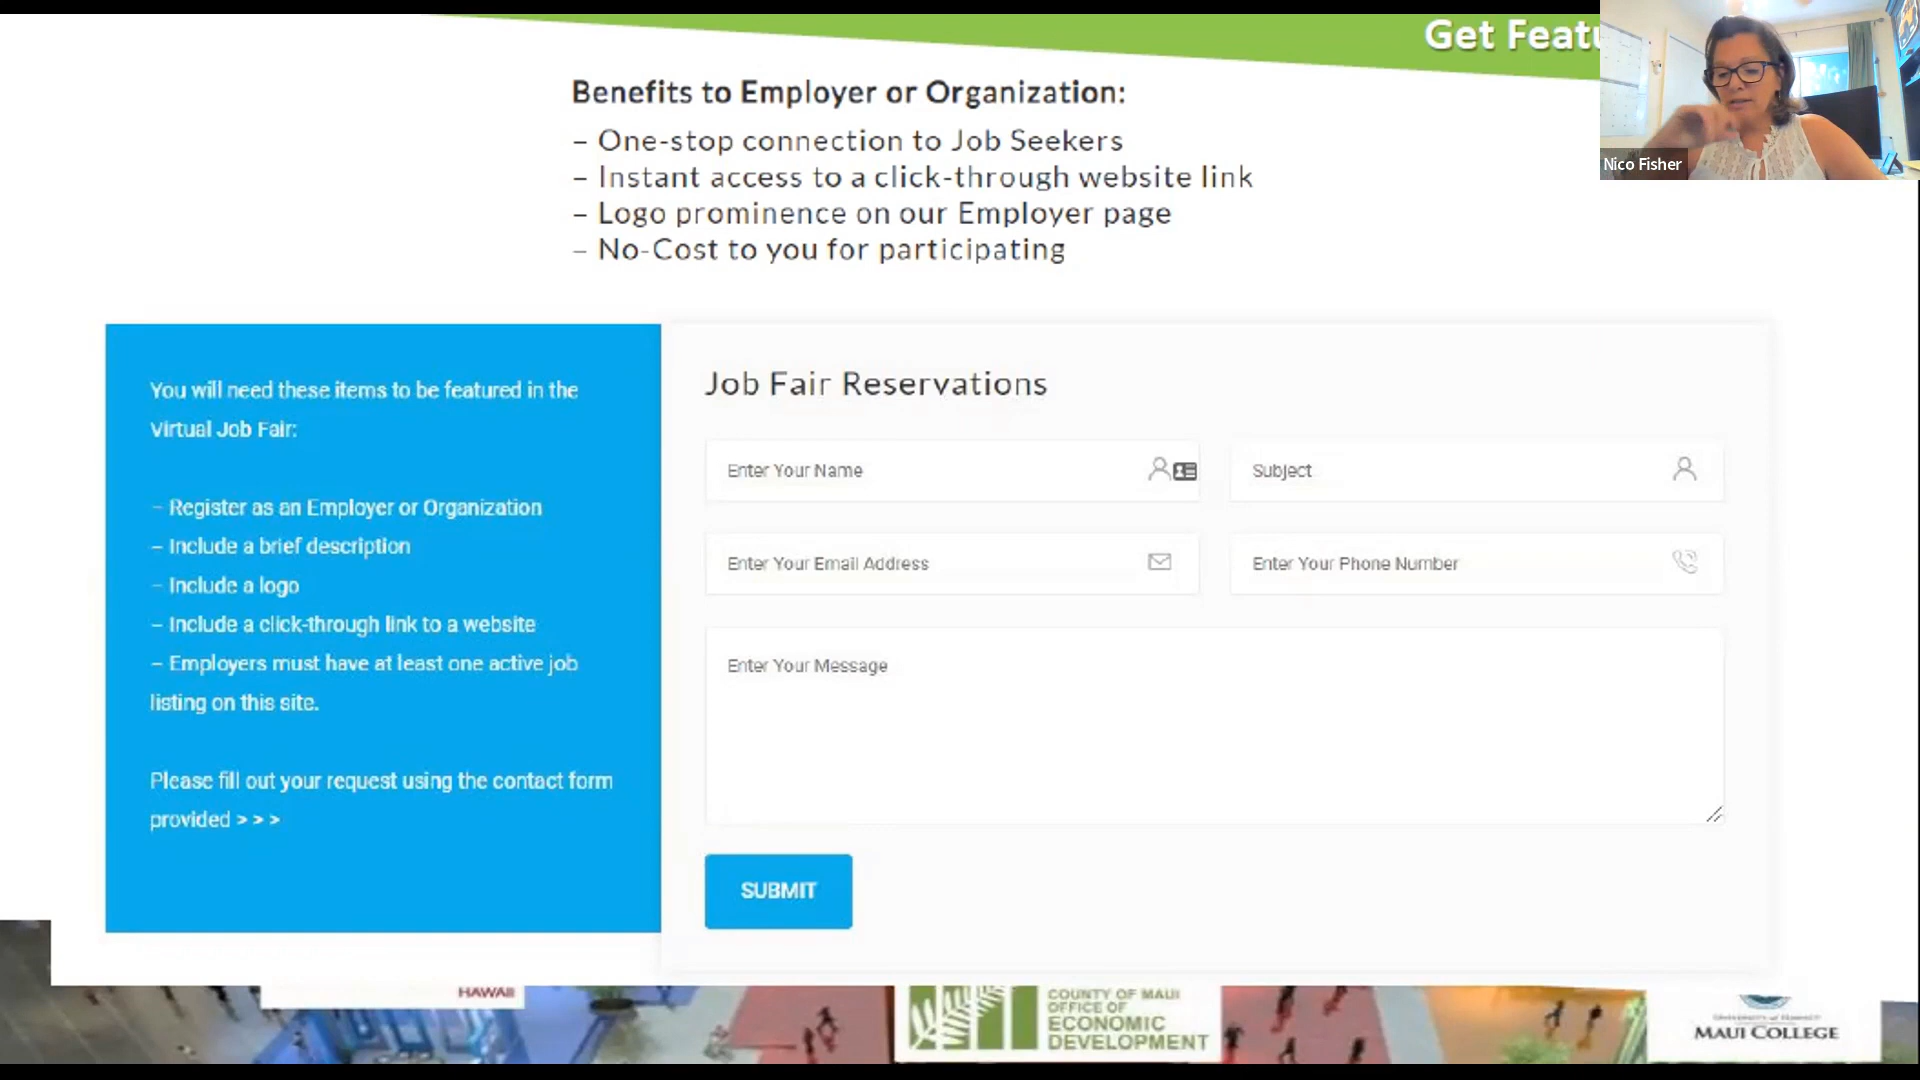 Get Feat
Nico Fisher
Benefits to Employer or Organization:
– One-stop connection to Job Seekers
– Instant access to a click-through website link
– Logo prominence on our Employer page
– No-Cost to you for participating
You will need these items to be featured in the
Virtual Job Fair:
– Register as an Employer or Organization
– Include a brief description
– Include a logo
– Include a click-through link to a website
– Employers must have at least one active job
listing on this site.
Please fill out your request using the contact form
provided > > >
Job Fair Reservations
Enter Your Name
Subject
Enter Your Email Address
Enter Your Phone Number
Enter Your Message
SUBMIT
HAWAII
COUNTY OF MAUI
OFFICE OF
ECONOMIC
DEVELOPMENT
MAUI COLLEGE